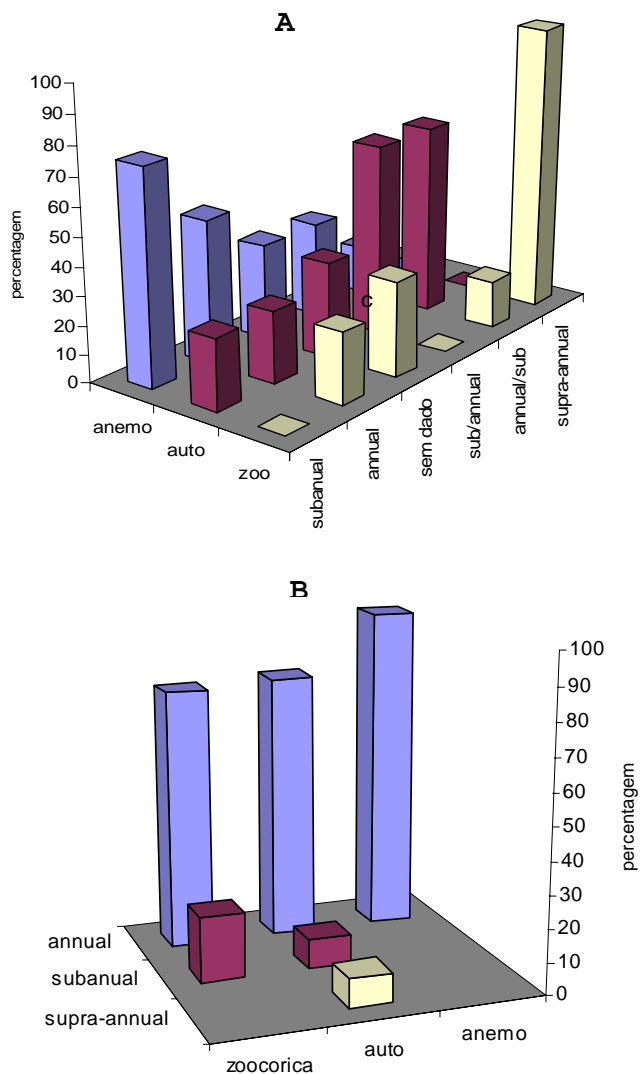 A
100
90
80
70
60
50
40
30
20
10
0
percentagem
C
anemo
auto
zoo
subanual
annual
sem dado
sub/annual
annual/sub
supra-annual
B
100
90
80
70
60
50
40
30
20
10
0
percentagem
annual
subanual
supra-annual
zoocorica
auto
anemo